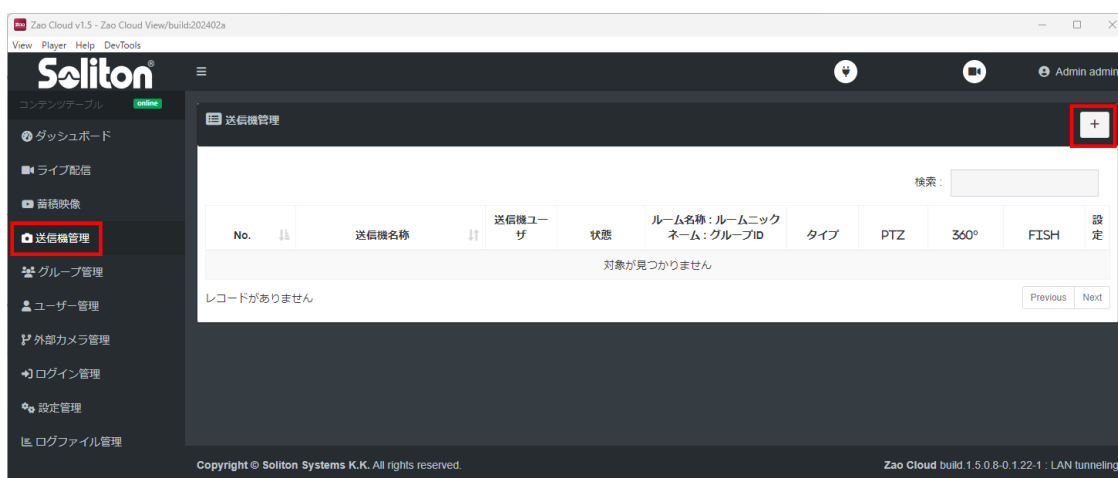 Zao Cloud v1.5 - Zao Cloud View/build:202402a
View Player Help DevTools
Soliton®
Admin admin
コンテンツテーブル online
ダッシュボード
ライブ配信
蓄積映像
送信機管理
グループ管理
ユーザー管理
外部カメラ管理
ログイン管理
設定管理
ログファイル管理
送信機管理
+
検索 :
No. 送信機名称 送信機ユーザ 状態 ルーム名称 : ルームニックネーム : グループID タイプ PTZ 360° FISH 設定
対象が見つかりません
レコードがありません
Previous Next
Copyright © Soliton Systems K.K. All rights reserved.
Zao Cloud build.1.5.0.8-0.1.22-1 : LAN tunneling